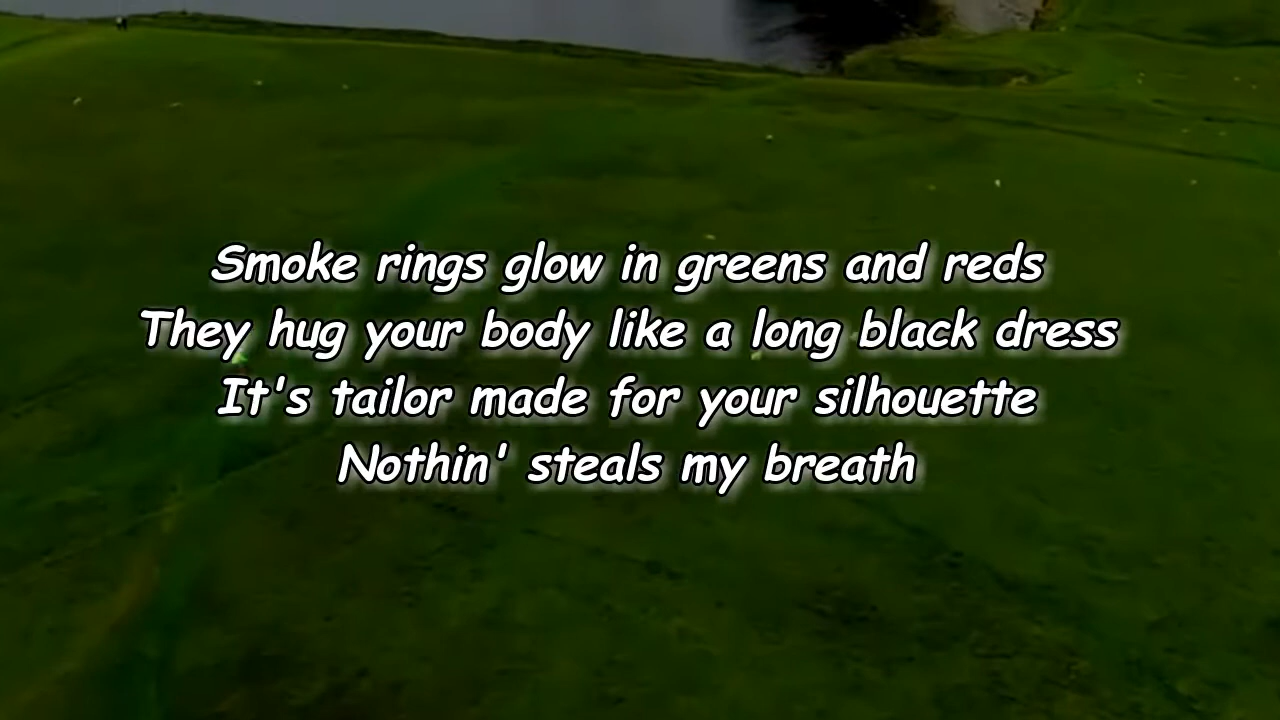 Smoke rings glow in greens and reds
They hug your body like a long black dress
It's tailor made for your silhouette
Nothin' steals my breath